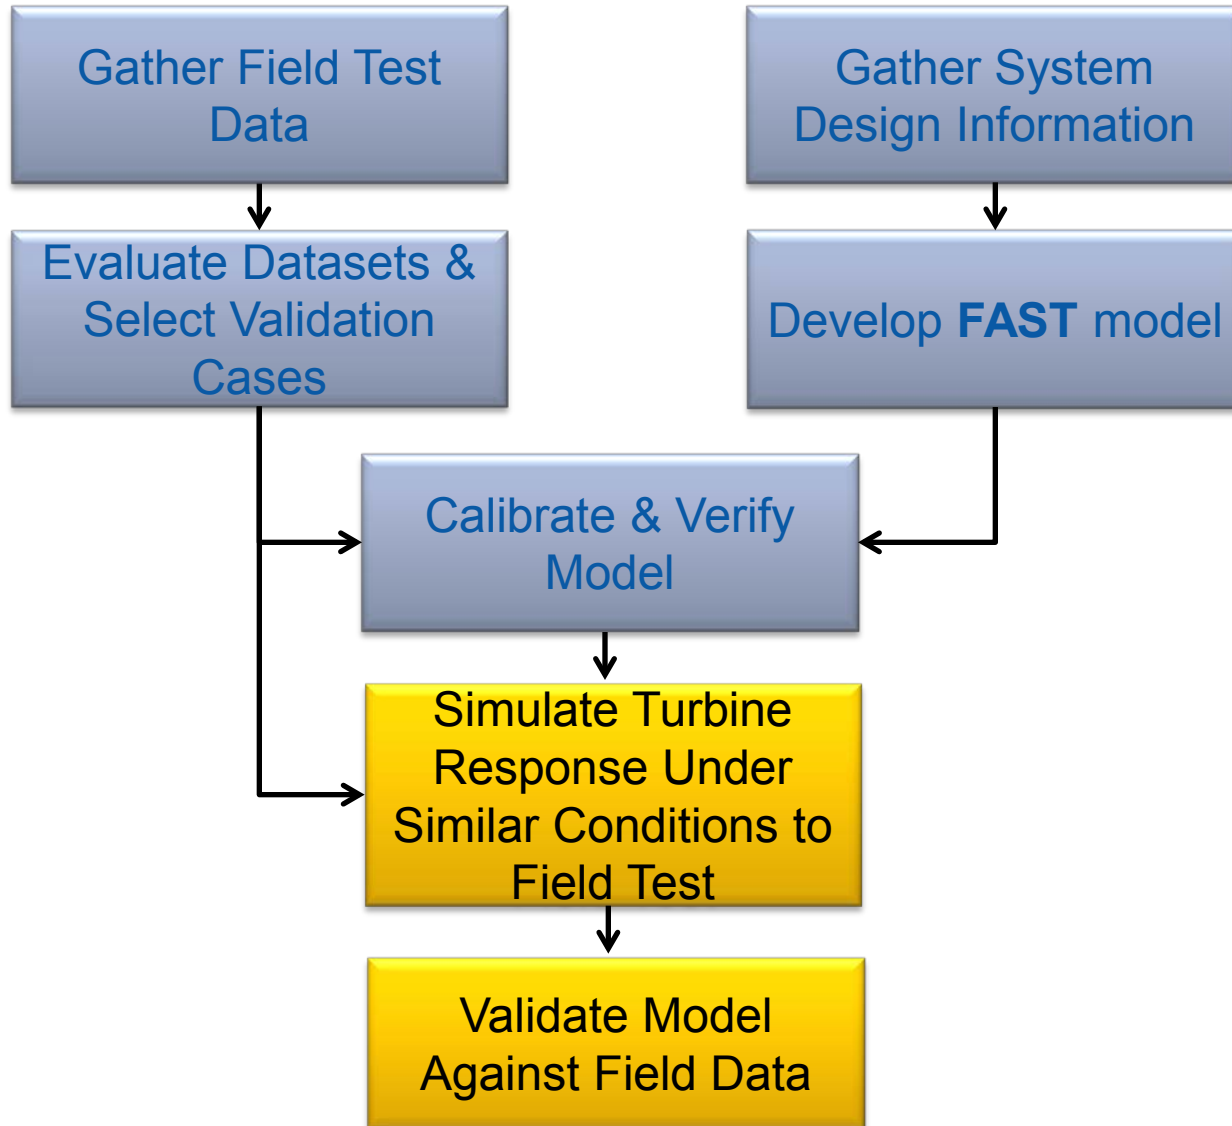 Gather Field Test
Data
Gather System
Design Information
Evaluate Datasets &
Select Validation
Cases
Develop FAST model
Calibrate & Verify
Model
Simulate Turbine
Response Under
Similar Conditions to
Field Test
Validate Model
Against Field Data